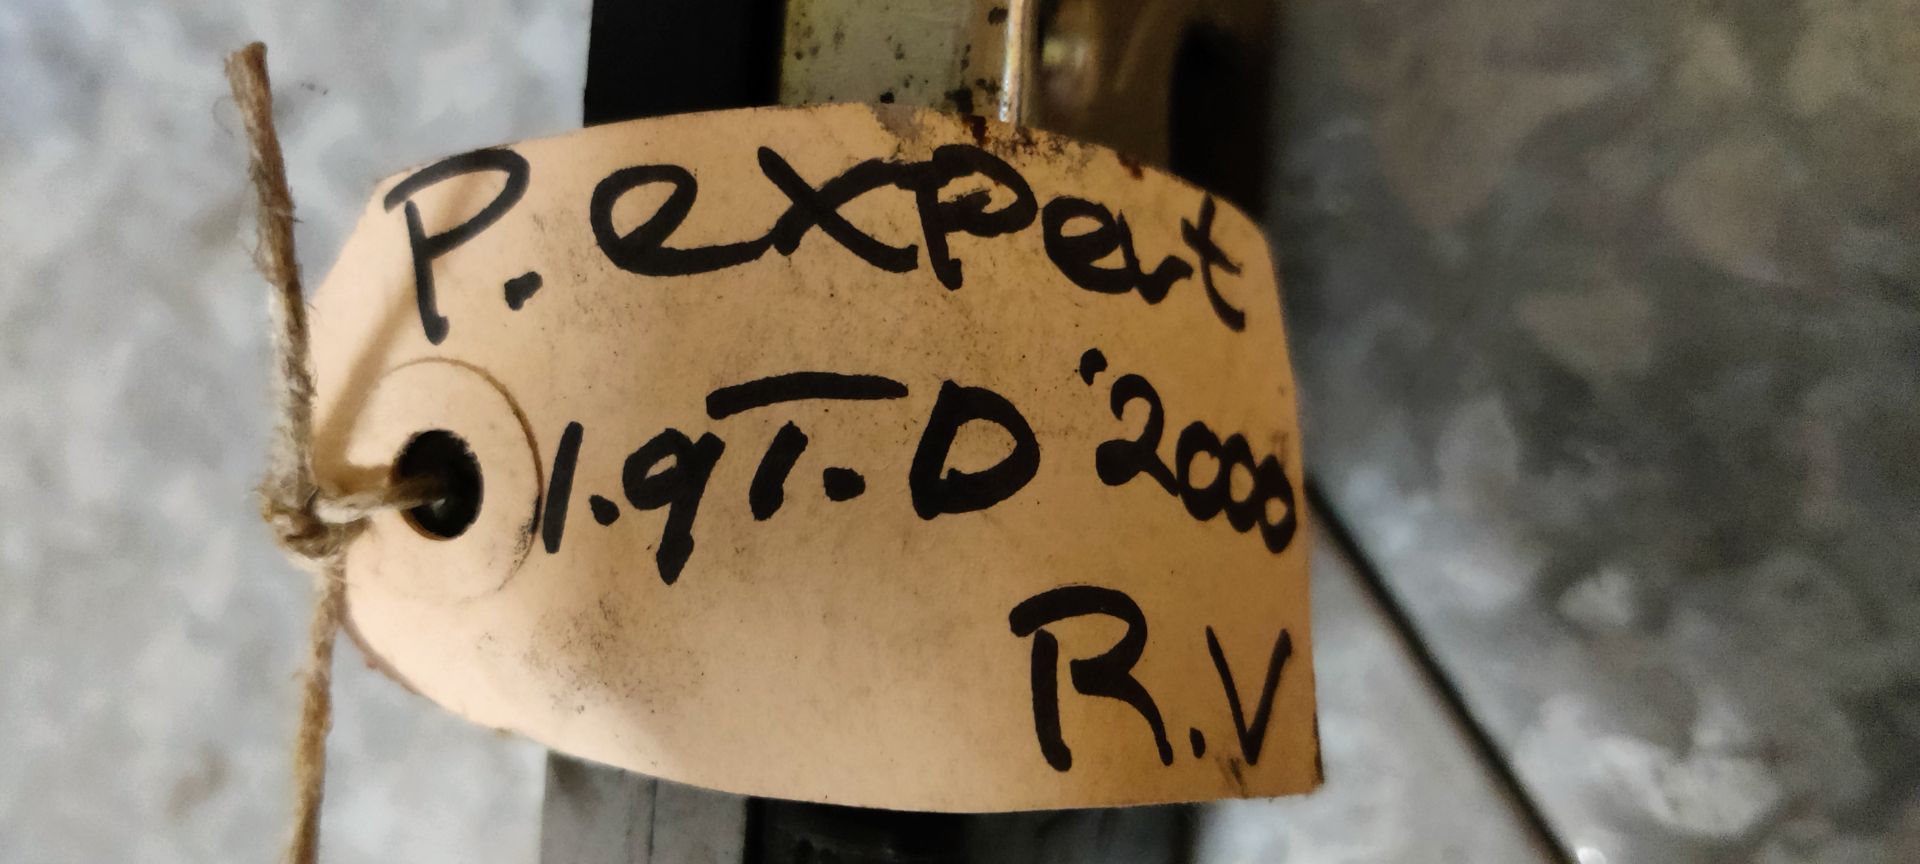 P. expert
1.9T.D '2000
R.V